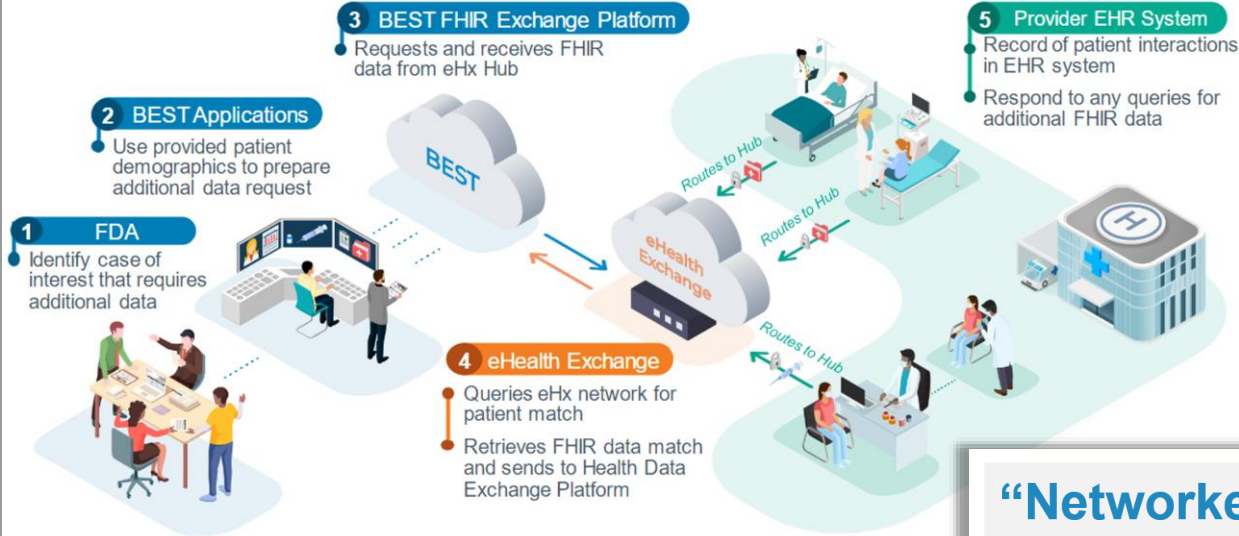 1 FDA
Identify case of
interest that requires
additional data
2 BEST Applications
Use provided patient
demographics to prepare
additional data request
3 BEST FHIR Exchange Platform
Requests and receives FHIR
data from eHx Hub
BEST
4 eHealth Exchange
Queries eHx network for
patient match
Retrieves FHIR data match
and sends to Health Data
Exchange Platform
eHealth
Exchange
Routes to Hub
Routes to Hub
Routes to Hub
5 Provider EHR System
Record of patient interactions
in EHR system
Respond to any queries for
additional FHIR data
H
“Networke